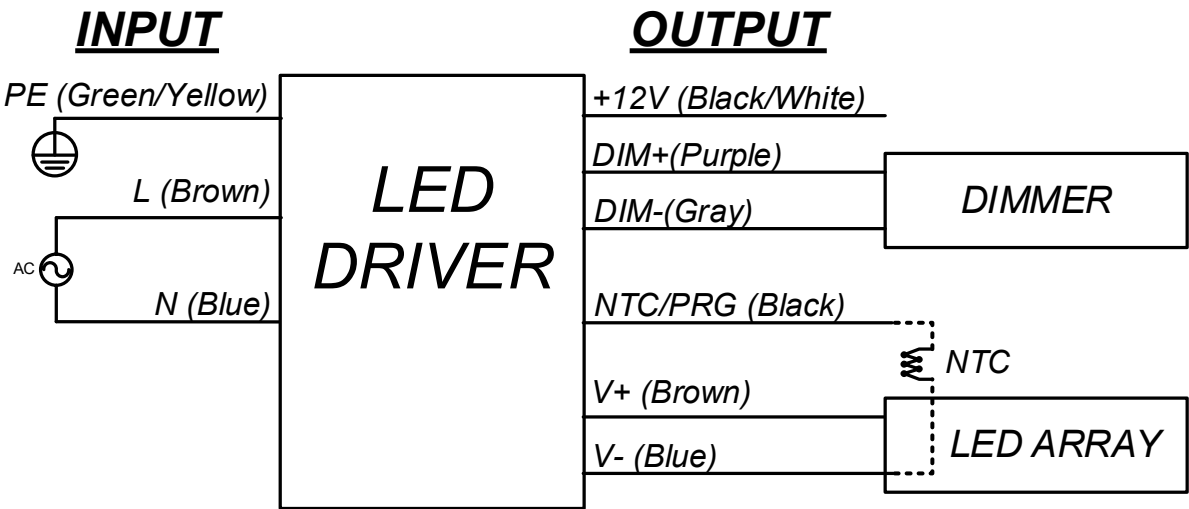 INPUT
OUTPUT
PE (Green/Yellow)
L (Brown)
AC
N (Blue)
LED
DRIVER
+12V (Black/White)
DIM+(Purple)
DIM-(Gray)
DIMMER
NTC/PRG (Black)
NTC
V+ (Brown)
V- (Blue)
LED ARRAY